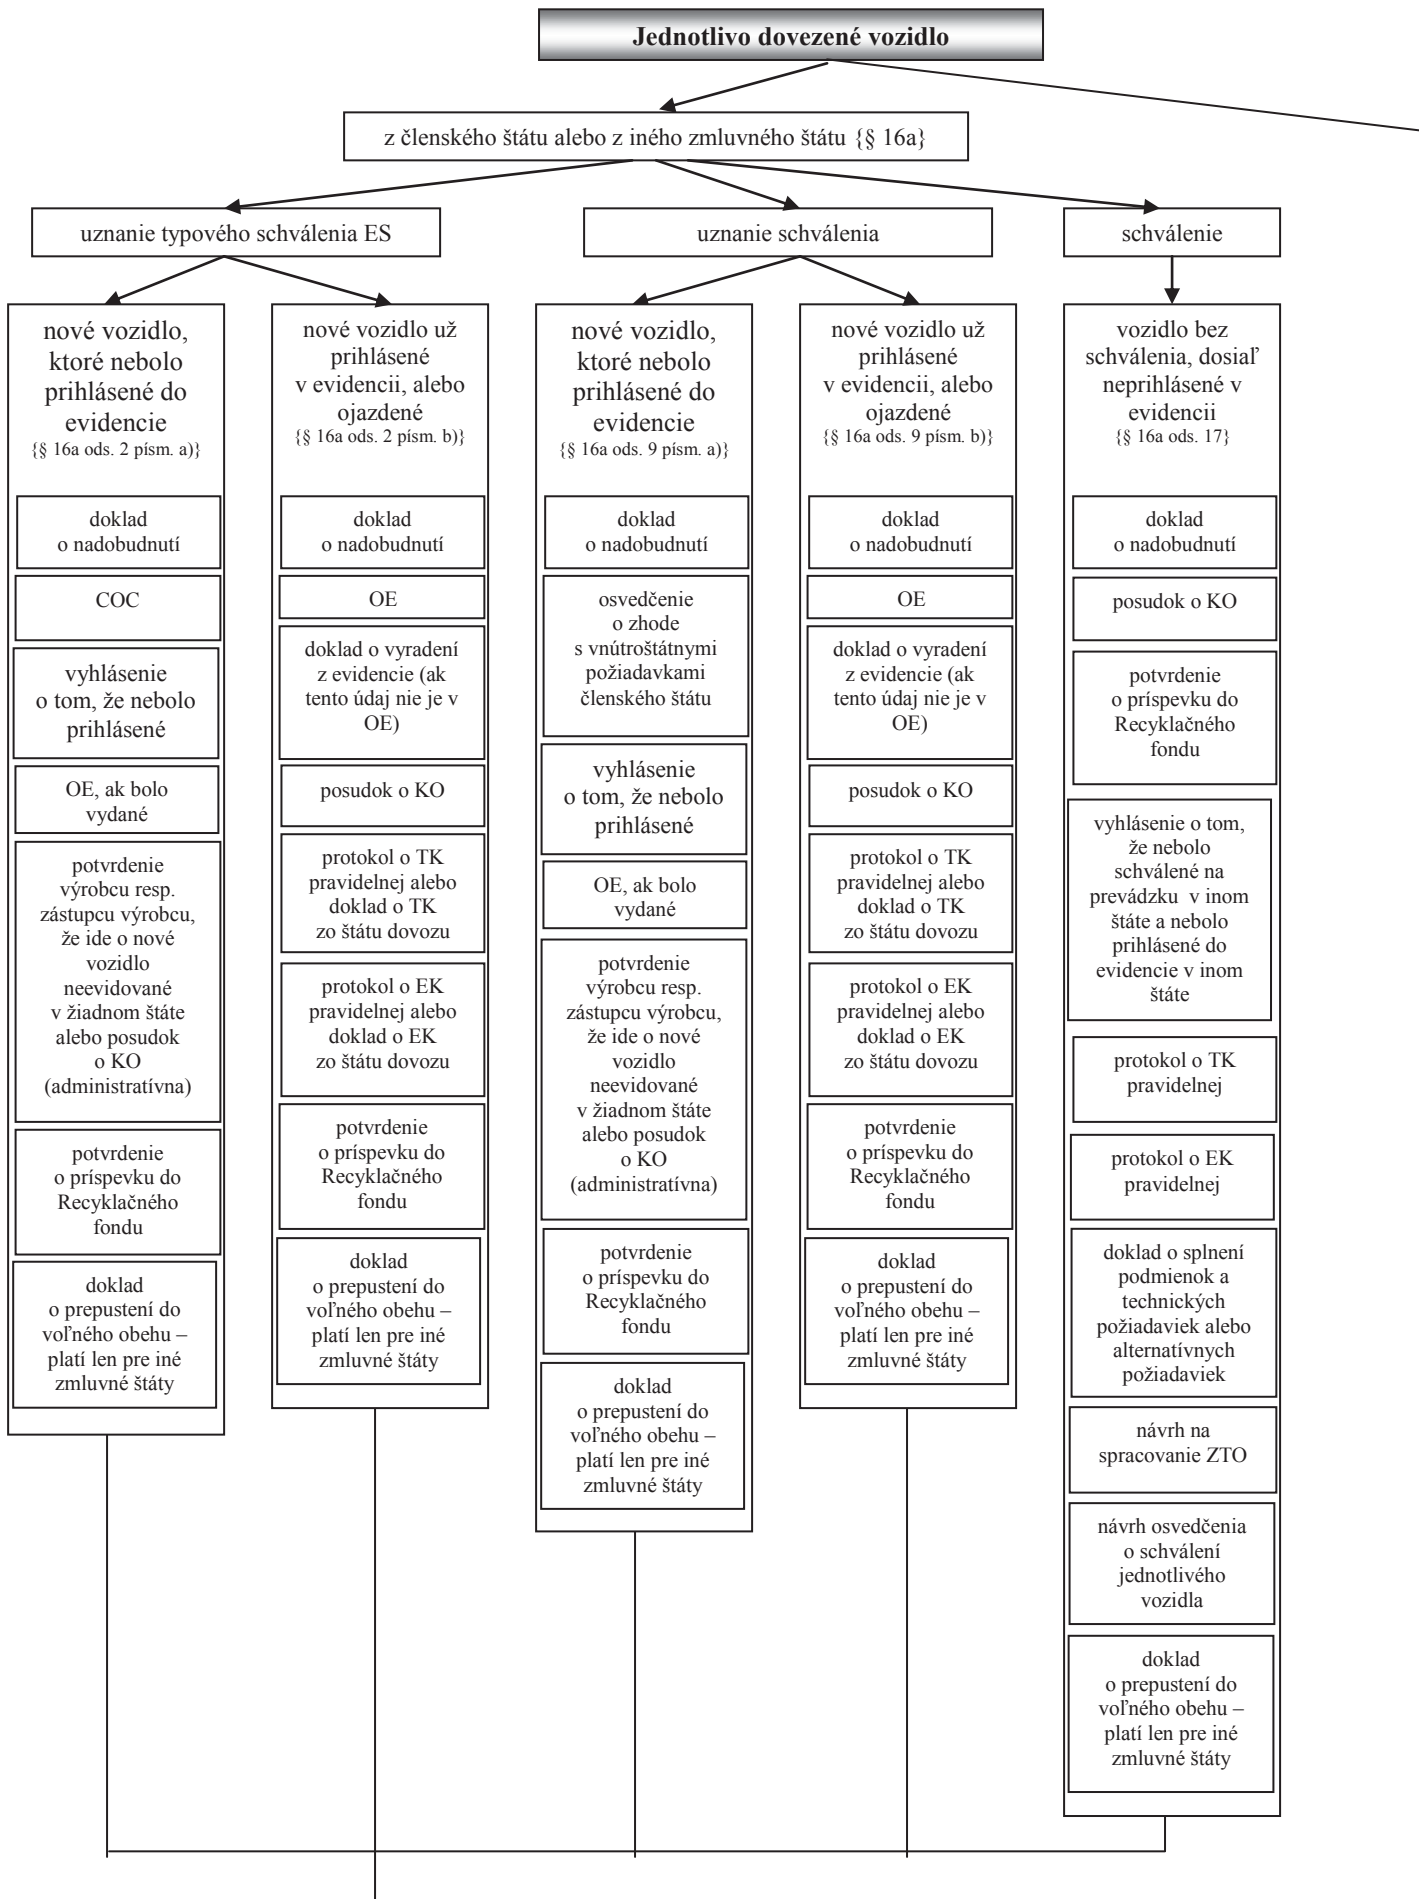 Jednotlivo dovezené vozidlo
z členského štátu alebo z iného zmluvného štátu {§ 16a}
uznanie typového schválenia ES
uznanie schválenia
schválenie
nové vozidlo,
ktoré nebolo
prihlásené do
evidencie
{§ 16a ods. 2 písm. a)}
doklad
o nadobudnutí
COC
vyhlásenie
o tom, že nebolo
prihlásené
OE, ak bolo
vydané
potvrdenie
výrobcu resp.
zástupcu výrobcu,
že ide o nové
vozidlo
neevidované
v žiadnom štáte
alebo posudok
o KO
(administratívna)
potvrdenie
o príspevku do
Recyklačného
fondu
doklad
o prepustení do
voľného obehu –
platí len pre iné
zmluvné štáty
nové vozidlo už
prihlásené
v evidencii, alebo
ojazdené
{§ 16a ods. 2 písm. b)}
doklad
o nadobudnutí
OE
doklad o vyradení
z evidencie (ak
tento údaj nie je v
OE)
posudok o KO
protokol o TK
pravidelnej alebo
doklad o TK
zo štátu dovozu
protokol o EK
pravidelnej alebo
doklad o EK
zo štátu dovozu
potvrdenie
o príspevku do
Recyklačného
fondu
doklad
o prepustení do
voľného obehu –
platí len pre iné
zmluvné štáty
nové vozidlo,
ktoré nebolo
prihlásené do
evidencie
{§ 16a ods. 9 písm. a)}
doklad
o nadobudnutí
osvedčenie
o zhode
s vnútroštátnymi
požiadavkami
členského štátu
vyhlásenie
o tom, že nebolo
prihlásené
OE, ak bolo
vydané
potvrdenie
výrobcu resp.
zástupcu výrobcu,
že ide o nové
vozidlo
neevidované
v žiadnom štáte
alebo posudok
o KO
(administratívna)
potvrdenie
o príspevku do
Recyklačného
fondu
doklad
o prepustení do
voľného obehu –
platí len pre iné
zmluvné štáty
nové vozidlo už
prihlásené
v evidencii, alebo
ojazdené
{§ 16a ods. 9 písm. b)}
doklad
o nadobudnutí
OE
doklad o vyradení
z evidencie (ak
tento údaj nie je v
OE)
posudok o KO
protokol o TK
pravidelnej alebo
doklad o TK
zo štátu dovozu
protokol o EK
pravidelnej alebo
doklad o EK
zo štátu dovozu
potvrdenie
o príspevku do
Recyklačného
fondu
doklad
o prepustení do
voľného obehu –
platí len pre iné
zmluvné štáty
vozidlo bez
schválenia, dosiaľ
neprihlásené v
evidencii
{§ 16a ods. 17}
doklad
o nadobudnutí
posudok o KO
potvrdenie
o príspevku do
Recyklačného
fondu
vyhlásenie o tom,
že nebolo
schválené na
prevádzku v inom
štáte a nebolo
prihlásené do
evidencie v inom
štáte
protokol o TK
pravidelnej
protokol o EK
pravidelnej
doklad o splnení
podmienok a
technických
požiadaviek alebo
alternatívnych
požiadaviek
návrh na
spracovanie ZTO
návrh osvedčenia
o schválení
jednotlivého
vozidla
doklad
o prepustení do
voľného obehu –
platí len pre iné
zmluvné štáty